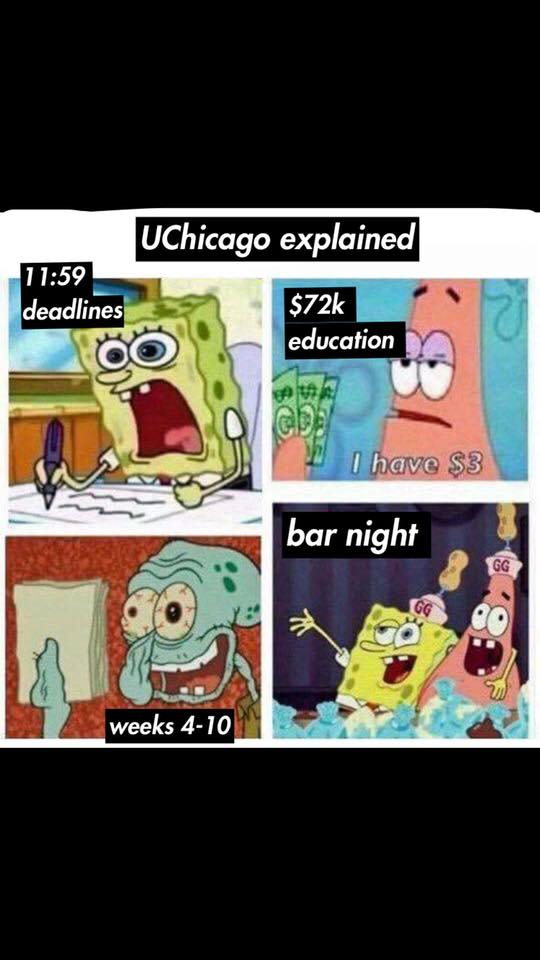 UChicago explained
11:59
deadlines
$72k
education
I have $3
weeks 4-10
bar night
GG
GG